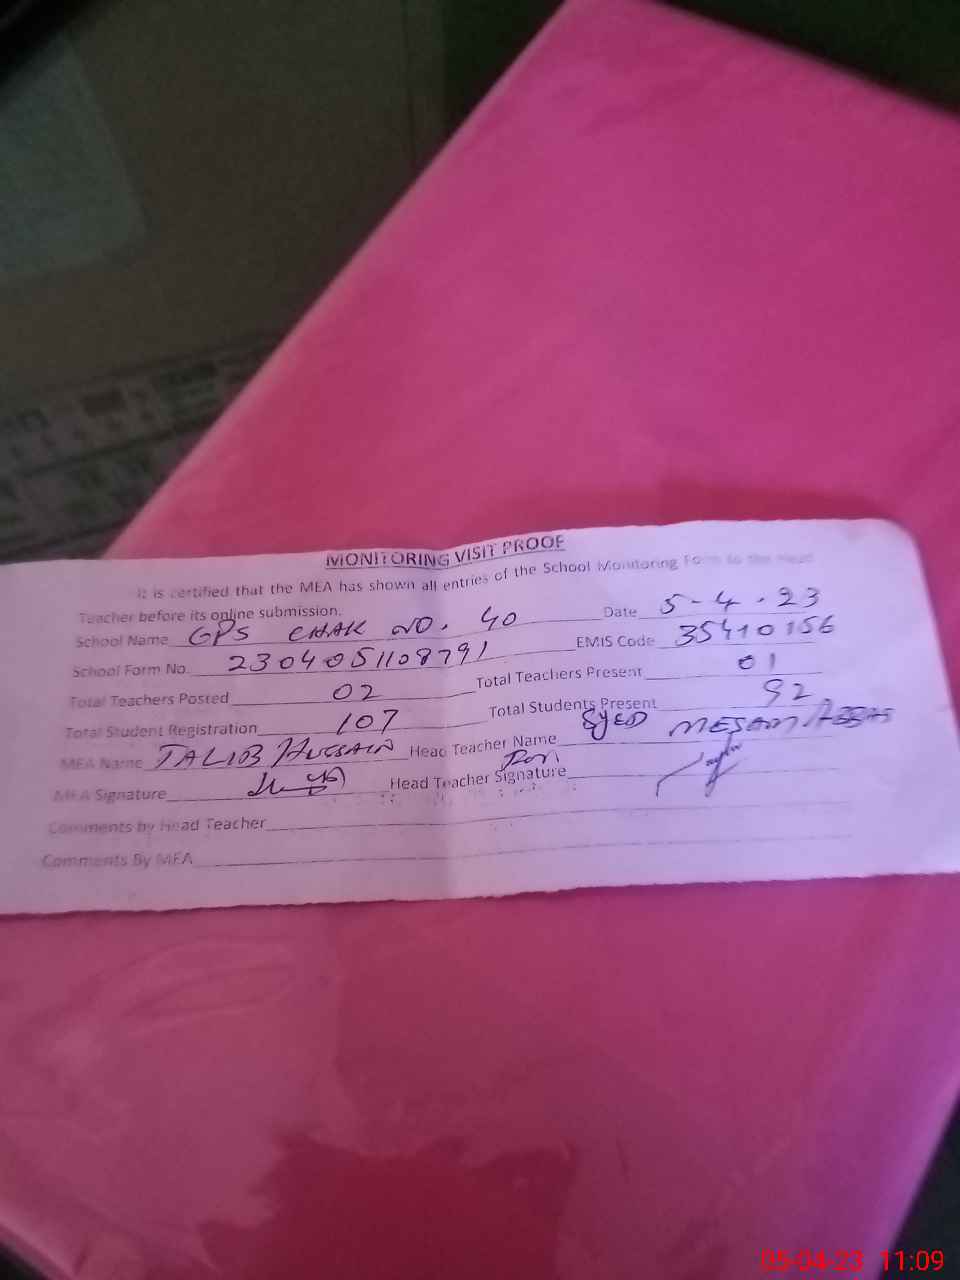 MONITORING VISIT PROOF
It is certified that the MEA has shown all entries of the School Monitoring Form to the Head
Teacher before its online submission.
Date 5-4-23
School Name GPS CHAK NO. 40
EMIS Code 35410156
School Form No. 2304051108791
Total Teachers Present 01
Total Teachers Posted 02
Total Students Present 92
Total Student Registration 107
Head Teacher Name SYED MESAM ABBAS
MEA Name TALIB HUSSAIN
MEA Signature
Head Teacher Signature
Comments by Head Teacher
Comments By MEA
05-04-23 11:09